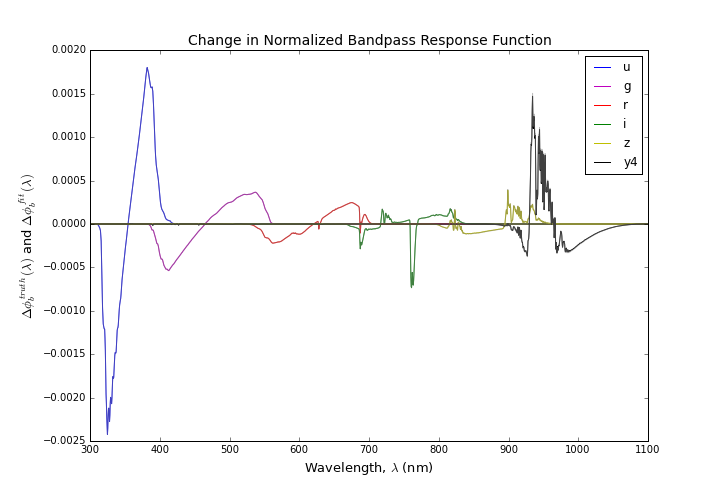 Change in Normalized Bandpass Response Function
Δϕ_b^{truth}(λ) and Δϕ_b^{fit}(λ)
0.0020
0.0015
0.0010
0.0005
0.0000
−0.0005
−0.0010
−0.0015
−0.0020
−0.0025
u
g
r
i
z
y4
300 400 500 600 700 800 900 1000 1100
Wavelength, λ (nm)